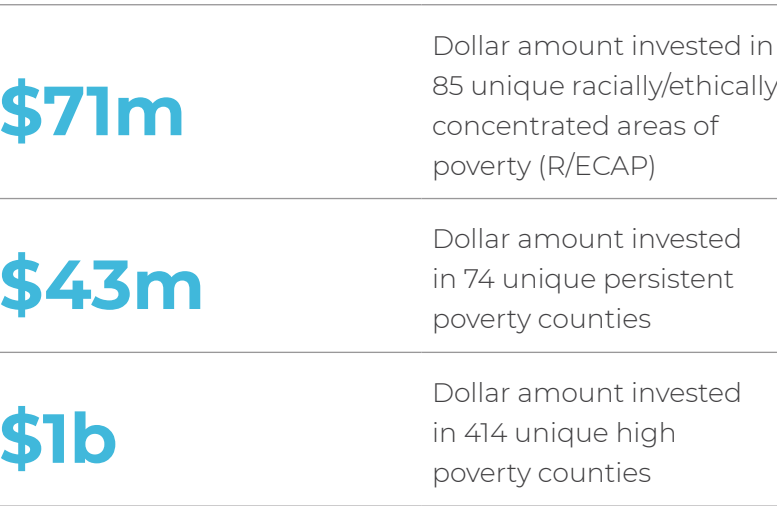 $71m
Dollar amount invested in
85 unique racially/ethically
concentrated areas of
poverty (R/ECAP)
$43m
Dollar amount invested
in 74 unique persistent
poverty counties
$1b
Dollar amount invested
in 414 unique high
poverty counties